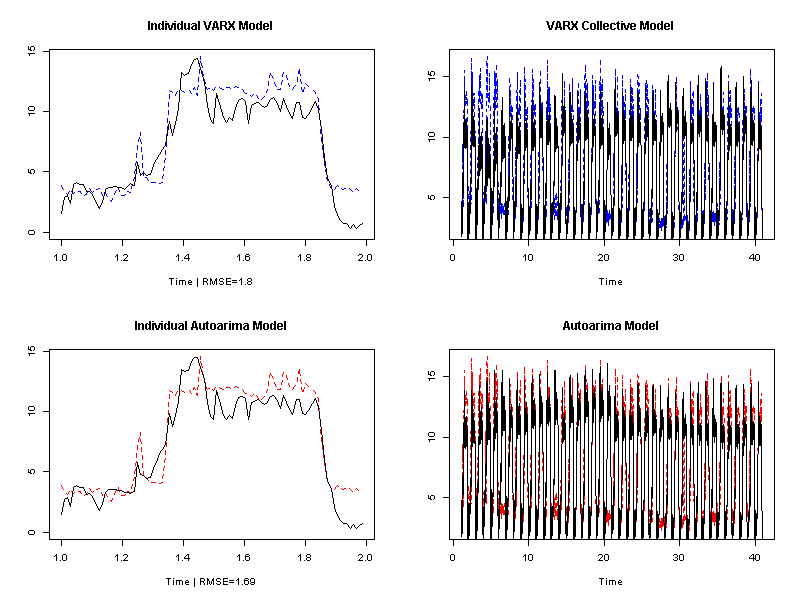 Individual VARX Model
15
10
5
0
1.0 1.2 1.4 1.6 1.8 2.0
Time | RMSE=1.8
VARX Collective Model
15
10
5
0 10 20 30 40
Time
Individual Autoarima Model
15
10
5
0
1.0 1.2 1.4 1.6 1.8 2.0
Time | RMSE=1.69
Autoarima Model
15
10
5
0 10 20 30 40
Time